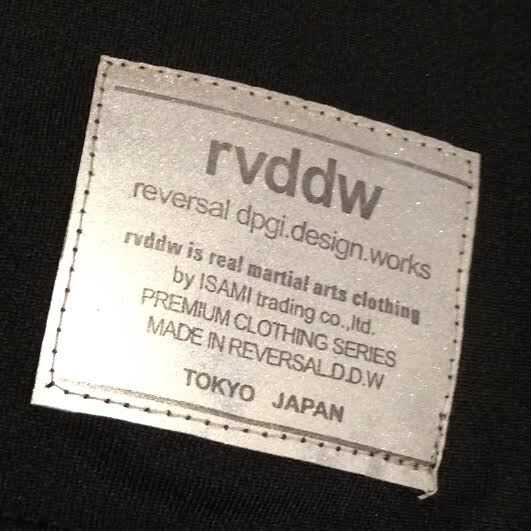 rvddw
reversal dpgi.design.works
rvddw is real martial arts clothing
by ISAMI trading co.,ltd.
PREMIUM CLOTHING SERIES
MADE IN REVERSAL.D.D.W
TOKYO JAPAN